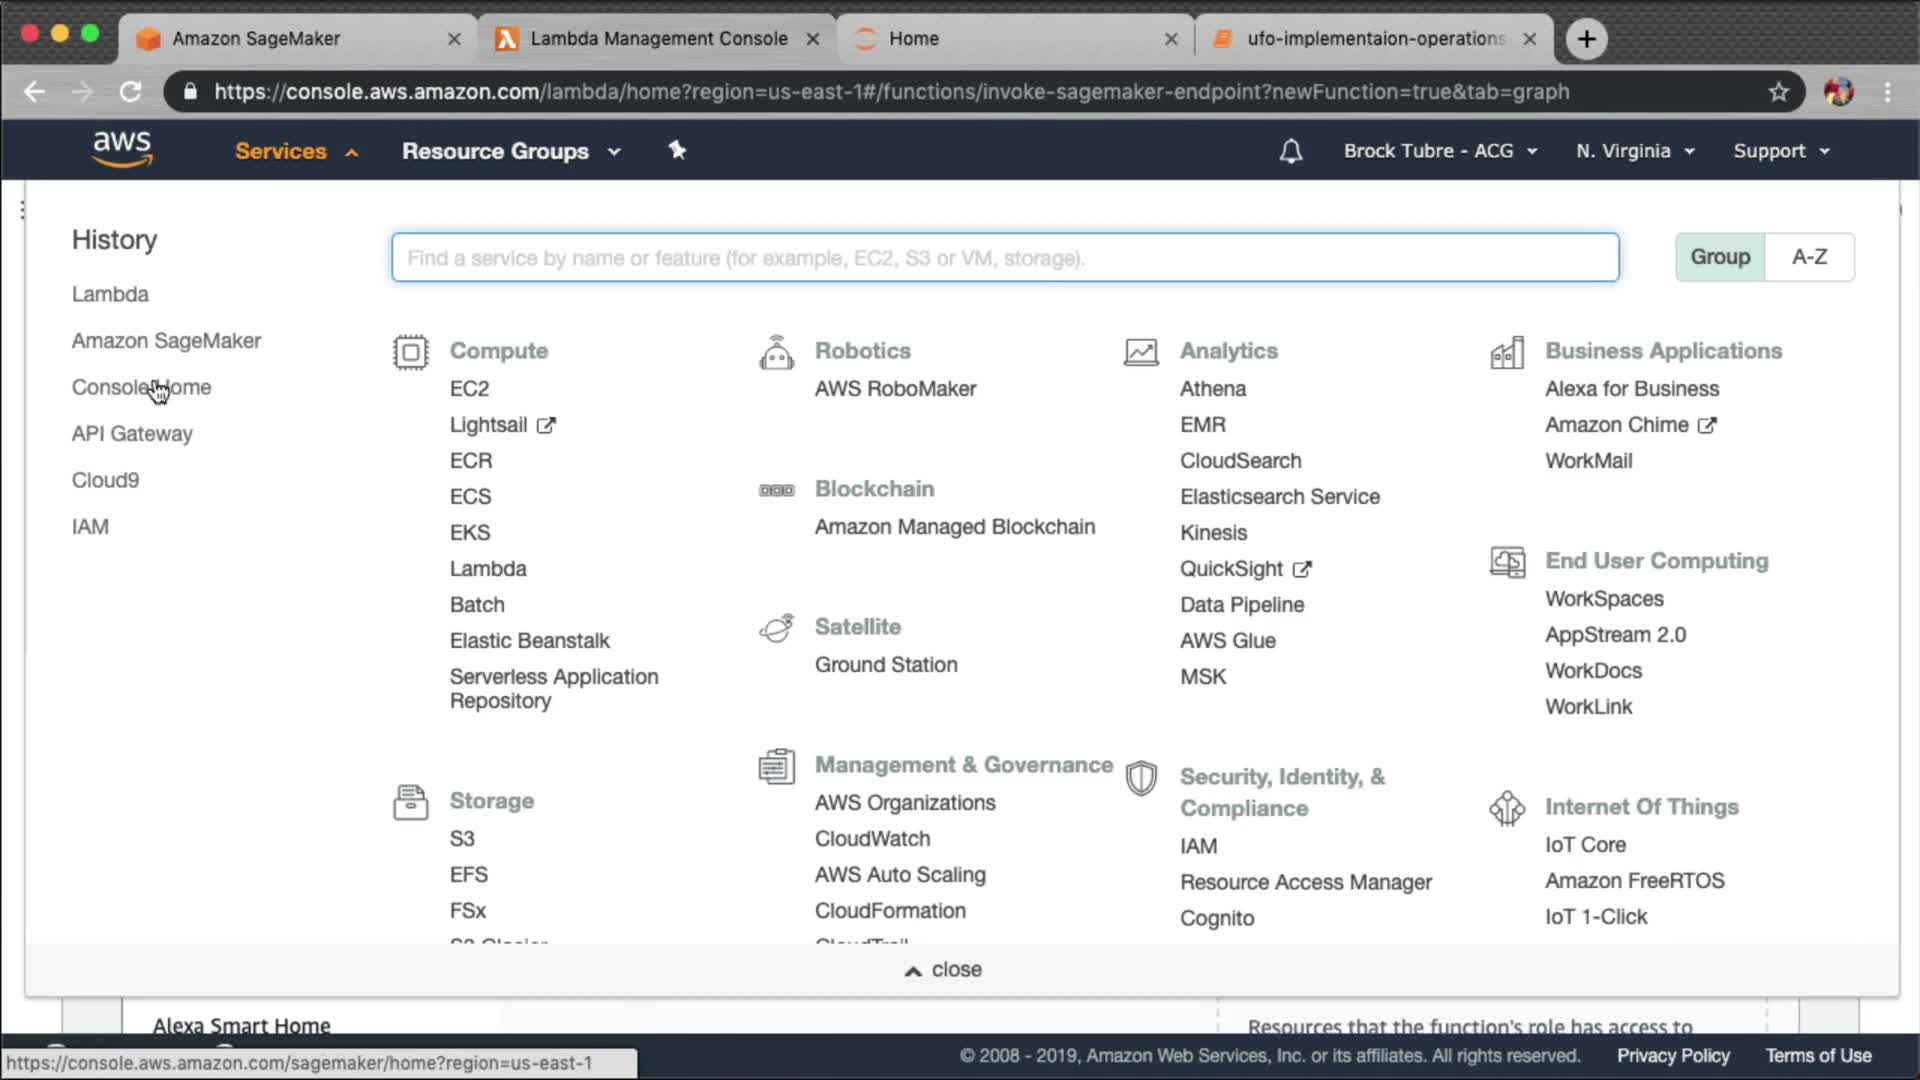 Amazon SageMaker
Lambda Management Console
Home
ufo-implementaion-operations
https://console.aws.amazon.com/lambda/home?region=us-east-1#/functions/invoke-sagemaker-endpoint?newFunction=true&tab=graph
aws
Services
Resource Groups
Brock Tubre - ACG
N. Virginia
Support
History
Lambda
Amazon SageMaker
Console Home
API Gateway
Cloud9
IAM
Find a service by name or feature (for example, EC2, S3 or VM, storage).
Group
A-Z
Compute
EC2
Lightsail
ECR
ECS
EKS
Lambda
Batch
Elastic Beanstalk
Serverless Application
Repository
Storage
S3
EFS
FSx
S3 Glacier
Robotics
AWS RoboMaker
Blockchain
Amazon Managed Blockchain
Satellite
Ground Station
Management & Governance
AWS Organizations
CloudWatch
AWS Auto Scaling
CloudFormation
CloudTrail
Analytics
Athena
EMR
CloudSearch
Elasticsearch Service
Kinesis
QuickSight
Data Pipeline
AWS Glue
MSK
Security, Identity, &
Compliance
IAM
Resource Access Manager
Cognito
Business Applications
Alexa for Business
Amazon Chime
WorkMail
End User Computing
WorkSpaces
AppStream 2.0
WorkDocs
WorkLink
Internet Of Things
IoT Core
Amazon FreeRTOS
IoT 1-Click
close
Alexa Smart Home
Resources that the function's role has access to
https://console.aws.amazon.com/sagemaker/home?region=us-east-1
© 2008 - 2019, Amazon Web Services, Inc. or its affiliates. All rights reserved.
Privacy Policy
Terms of Use